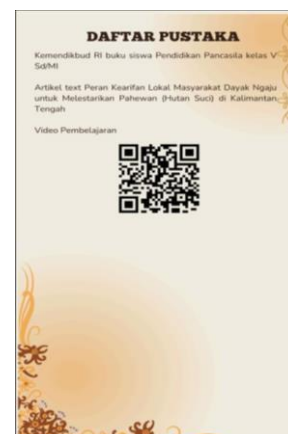 DAFTAR PUSTAKA
Kemendikbud RI buku siswa Pendidikan Pancasila kelas V
Sd/MI
Artikel text Peran Kearifan Lokal Masyarakat Dayak Ngaju
untuk Melestarikan Pahewan (Hutan Suci) di Kalimantan
Tengah
Video Pembelajaran